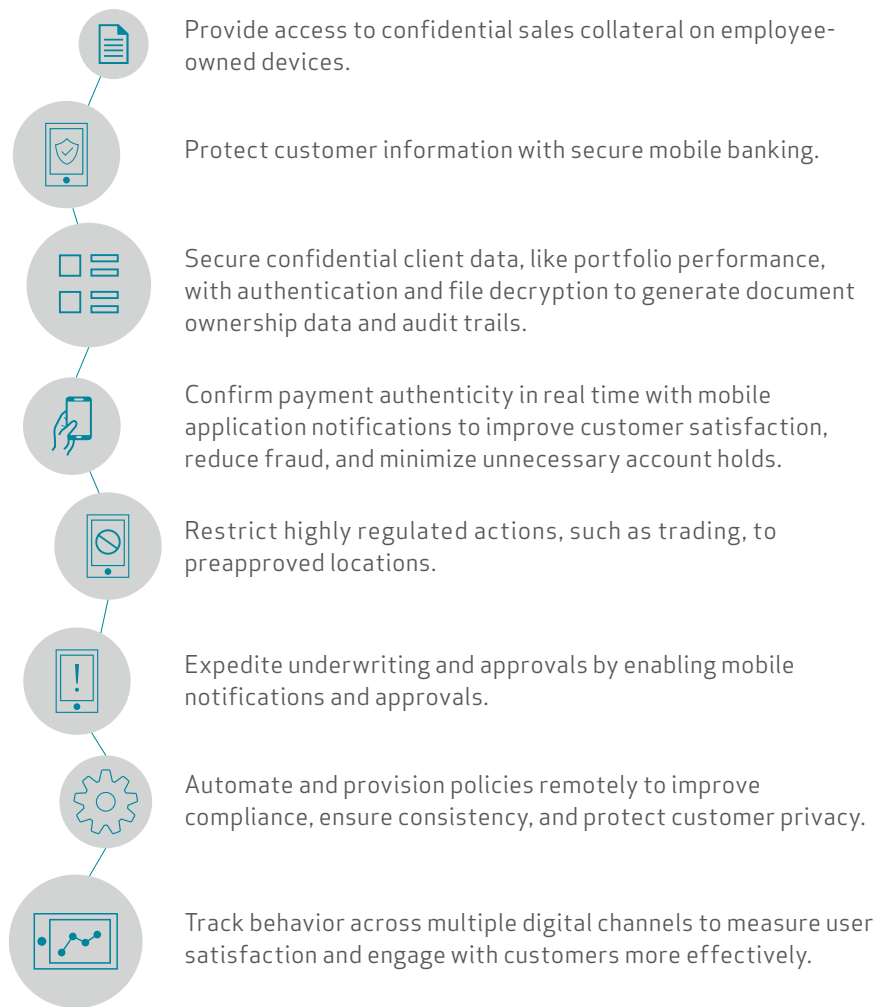 Provide access to confidential sales collateral on employee-
owned devices.
Protect customer information with secure mobile banking.
Secure confidential client data, like portfolio performance,
with authentication and file decryption to generate document
ownership data and audit trails.
Confirm payment authenticity in real time with mobile
application notifications to improve customer satisfaction,
reduce fraud, and minimize unnecessary account holds.
Restrict highly regulated actions, such as trading, to
preapproved locations.
Expedite underwriting and approvals by enabling mobile
notifications and approvals.
Automate and provision policies remotely to improve
compliance, ensure consistency, and protect customer privacy.
Track behavior across multiple digital channels to measure user
satisfaction and engage with customers more effectively.